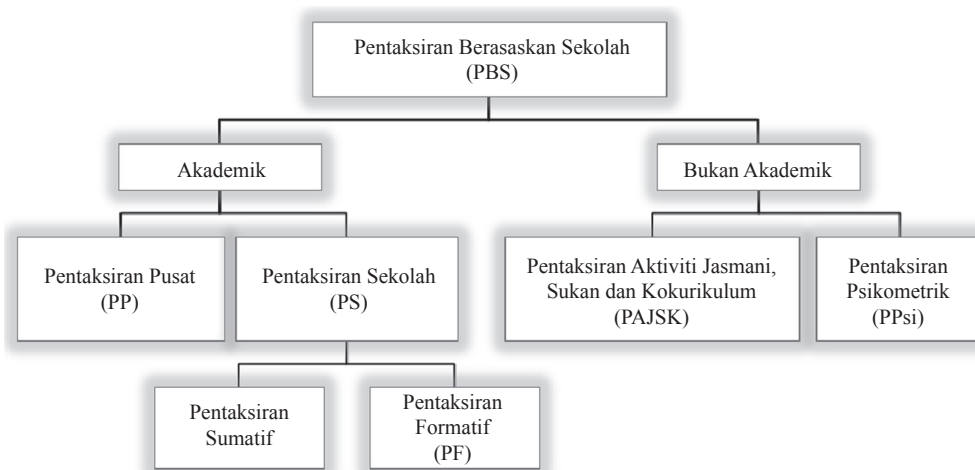 Pentaksiran Berasaskan Sekolah
(PBS)
Akademik
Bukan Akademik
Pentaksiran Pusat
(PP)
Pentaksiran Sekolah
(PS)
Pentaksiran Aktiviti Jasmani,
Sukan dan Kokurikulum
(PAJSK)
Pentaksiran
Psikometrik
(PPsi)
Pentaksiran
Sumatif
Pentaksiran
Formatif
(PF)